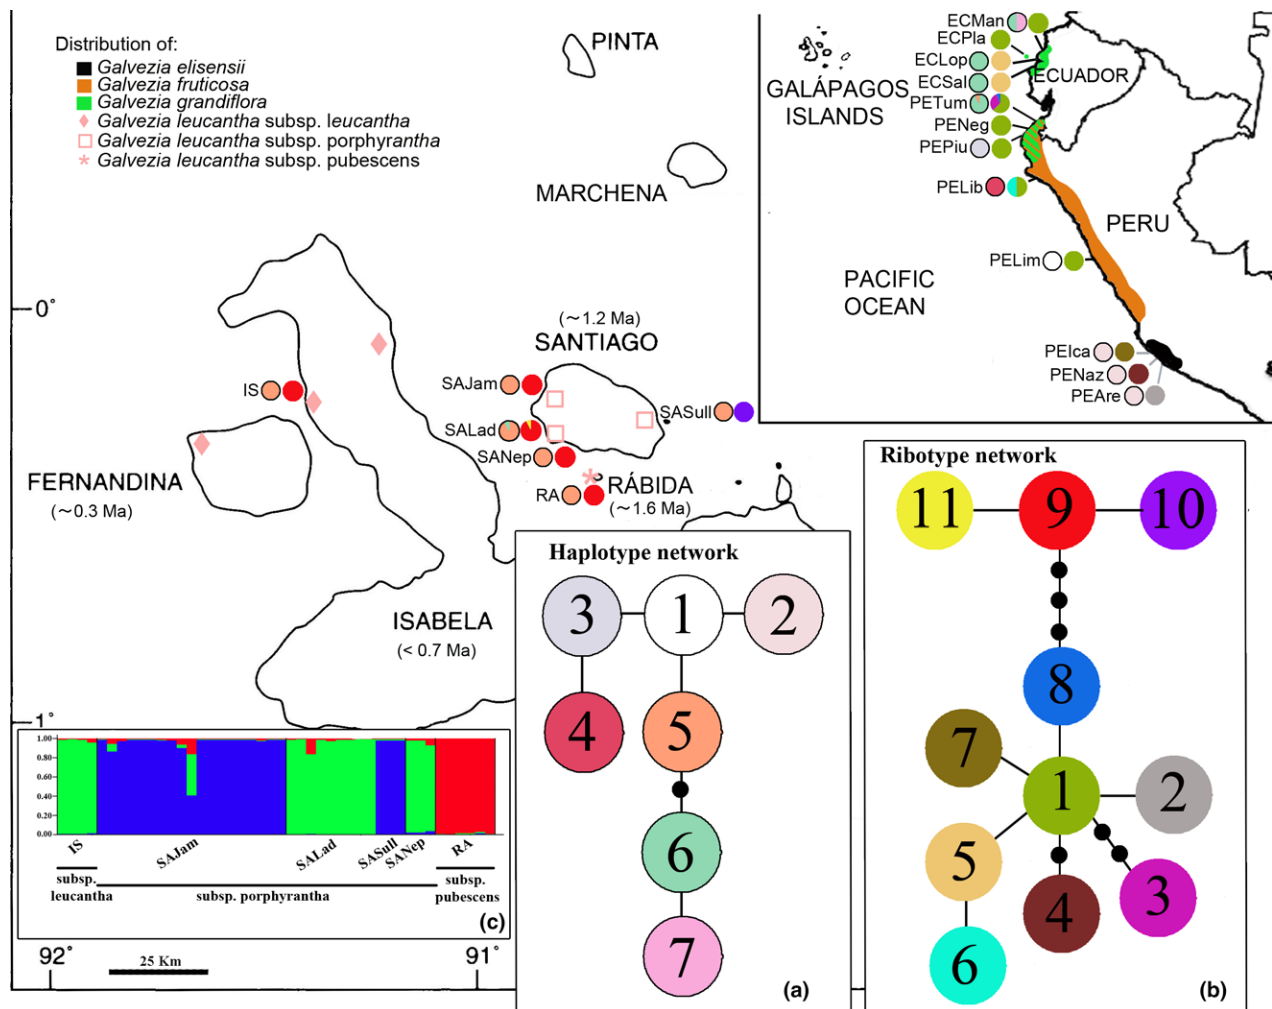 Distribution of:
Galvezia elisensii
Galvezia fruticosa
Galvezia grandiflora
Galvezia leucantha subsp. leucantha
Galvezia leucantha subsp. porphyrantha
Galvezia leucantha subsp. pubescens
PINTA
MARCHENA
0°
(~1.2 Ma)
SANTIAGO
SAJam
IS
SASull
SALad
SANep
FERNANDINA
(~0.3 Ma)
RA
RÁBIDA
(~1.6 Ma)
ISABELA
(< 0.7 Ma)
1°
92°
91°
25 Km
GALÁPAGOS
ISLANDS
ECMan
ECPla
ECLop
ECUADOR
ECSal
PETum
PENeg
PEPiu
PELib
PERU
PELim
PACIFIC
OCEAN
PEIca
PENaz
PEAre
1.00
0.80
0.60
0.40
0.20
0.00
IS
SAJam
SALad
SASull
SANep
RA
subsp.
leucantha
subsp. porphyrantha
subsp.
pubescens
(c)
Haplotype network
3 1 2
4 5
6
7
(a)
Ribotype network
11 9 10
8
7 1 2
5 4 3
6
(b)